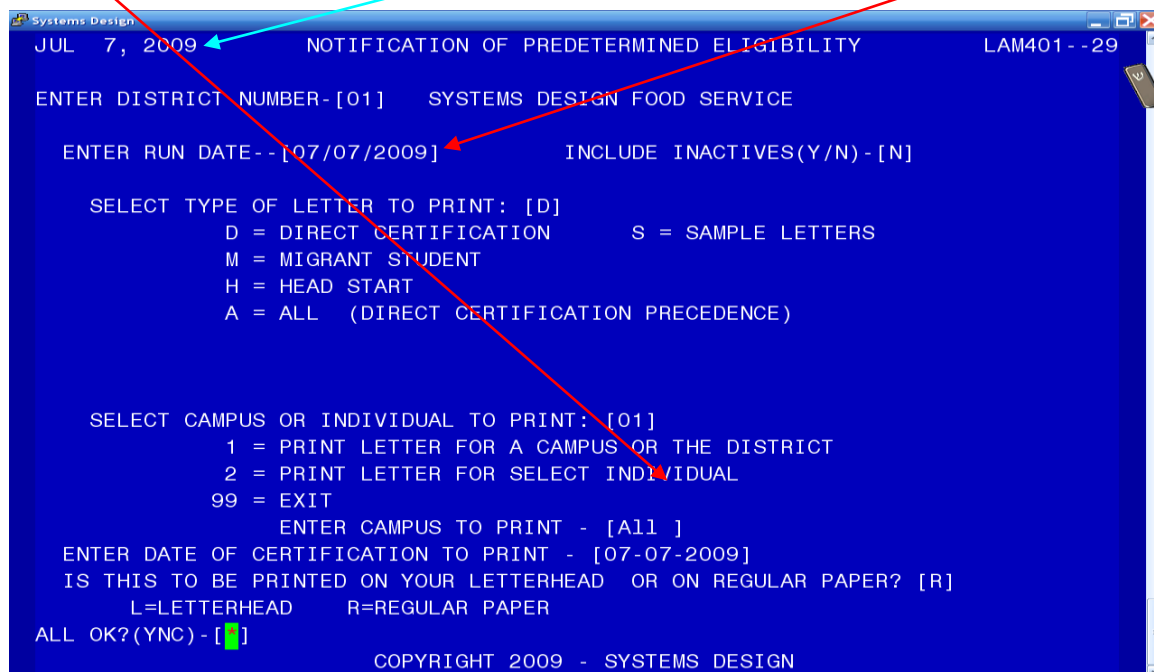 Systems Design
JUL 7, 2009 NOTIFICATION OF PREDETERMINED ELIGIBILITY LAM401--29
ENTER DISTRICT NUMBER-[01] SYSTEMS DESIGN FOOD SERVICE
ENTER RUN DATE--[07/07/2009] INCLUDE INACTIVES(Y/N)-[N]
SELECT TYPE OF LETTER TO PRINT: [D]
D = DIRECT CERTIFICATION S = SAMPLE LETTERS
M = MIGRANT STUDENT
H = HEAD START
A = ALL (DIRECT CERTIFICATION PRECEDENCE)
SELECT CAMPUS OR INDIVIDUAL TO PRINT: [01]
1 = PRINT LETTER FOR A CAMPUS OR THE DISTRICT
2 = PRINT LETTER FOR SELECT INDIVIDUAL
99 = EXIT
ENTER CAMPUS TO PRINT - [All ]
ENTER DATE OF CERTIFICATION TO PRINT - [07-07-2009]
IS THIS TO BE PRINTED ON YOUR LETTERHEAD OR ON REGULAR PAPER? [R]
L=LETTERHEAD R=REGULAR PAPER
ALL OK?(YNC)-[*]
COPYRIGHT 2009 - SYSTEMS DESIGN